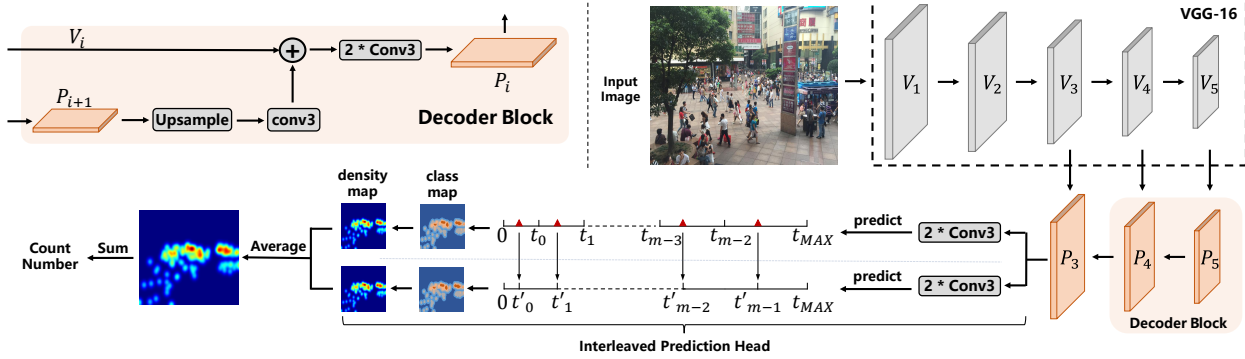 V_i
P_{i+1}
Upsample
conv3
+
2 * Conv3
P_i
Decoder Block
Input
Image
VGG-16
V_1
V_2
V_3
V_4
V_5
P_3
P_4
P_5
Decoder Block
2 * Conv3
2 * Conv3
predict
predict
0 t_0 t_1 t_{m-3} t_{m-2} t_{MAX}
0 t'_0 t'_1 t'_{m-2} t'_{m-1} t_{MAX}
class
map
density
map
Average
Sum
Count
Number
Interleaved Prediction Head